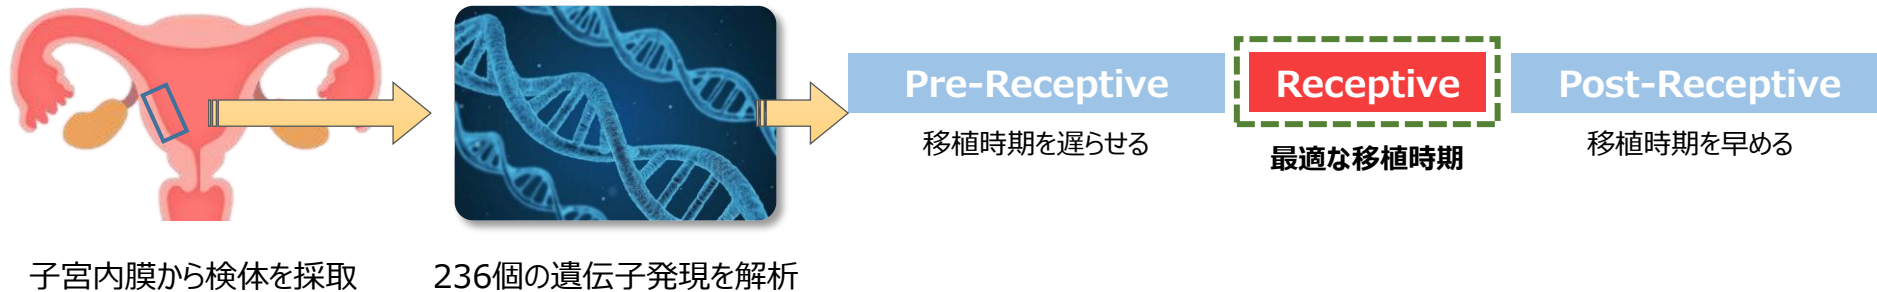 Pre-Receptive
Receptive
Post-Receptive
移植時期を遅らせる
最適な移植時期
移植時期を早める
子宮内膜から検体を採取
236個の遺伝子発現を解析